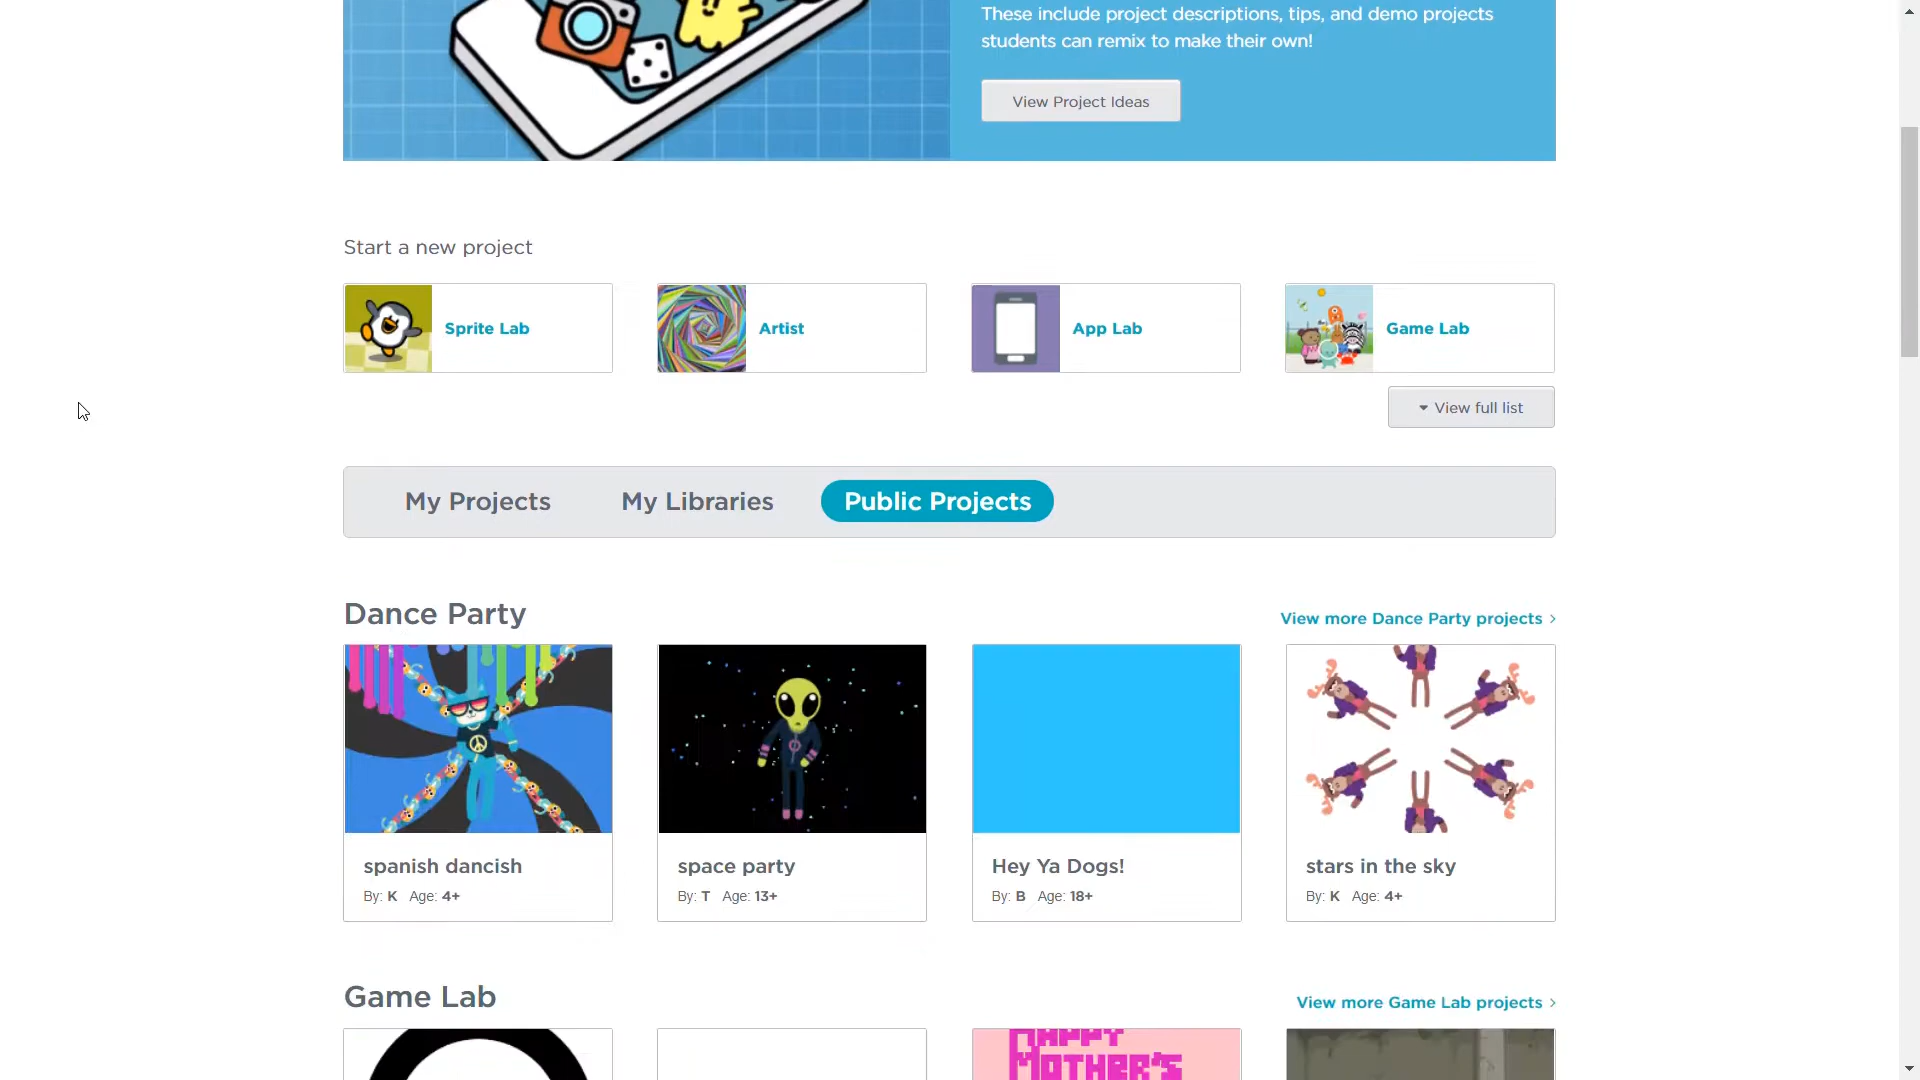 These include project descriptions, tips, and demo projects
students can remix to make their own!
View Project Ideas
Start a new project
Sprite Lab
Artist
App Lab
Game Lab
View full list
My Projects
My Libraries
Public Projects
Dance Party
View more Dance Party projects >
spanish dancish
By: K Age: 4+
space party
By: T Age: 13+
Hey Ya Dogs!
By: B Age: 18+
stars in the sky
By: K Age: 4+
Game Lab
View more Game Lab projects >
HAPPY
MOTHER'S